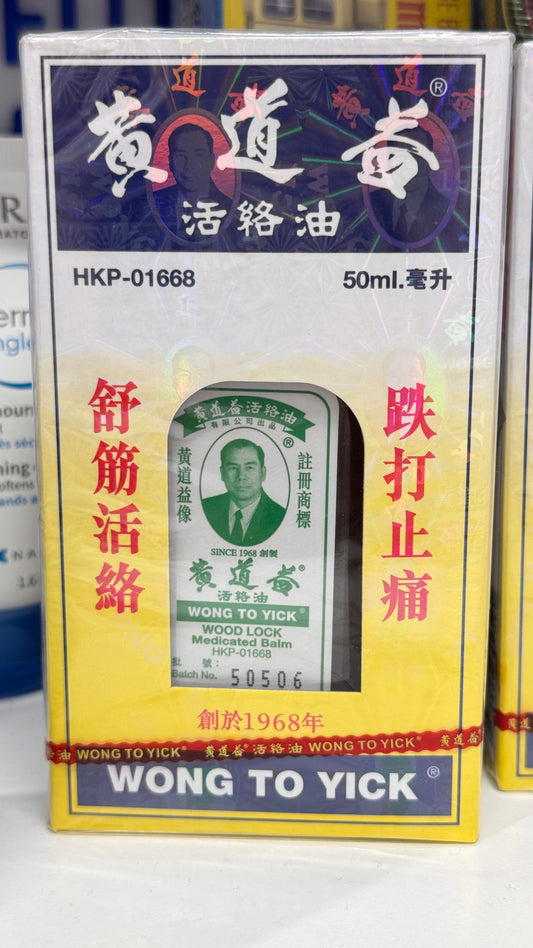 黃道益®
活絡油
HKP-01668
50ml.毫升
舒筋活絡
跌打止痛
黃道益活絡油
有限公司出品
®
黃道益像
註冊商標
SINCE 1968 創製
黃道益®
活絡油
WONG TO YICK®
WOOD LOCK
Medicated Balm
HKP-01668
批 號:
Batch No. 50506
創於1968年
油 WONG TO YICK® 黃道益® 活絡油 WONG TO YICK® 黃道益®
WONG TO YICK®